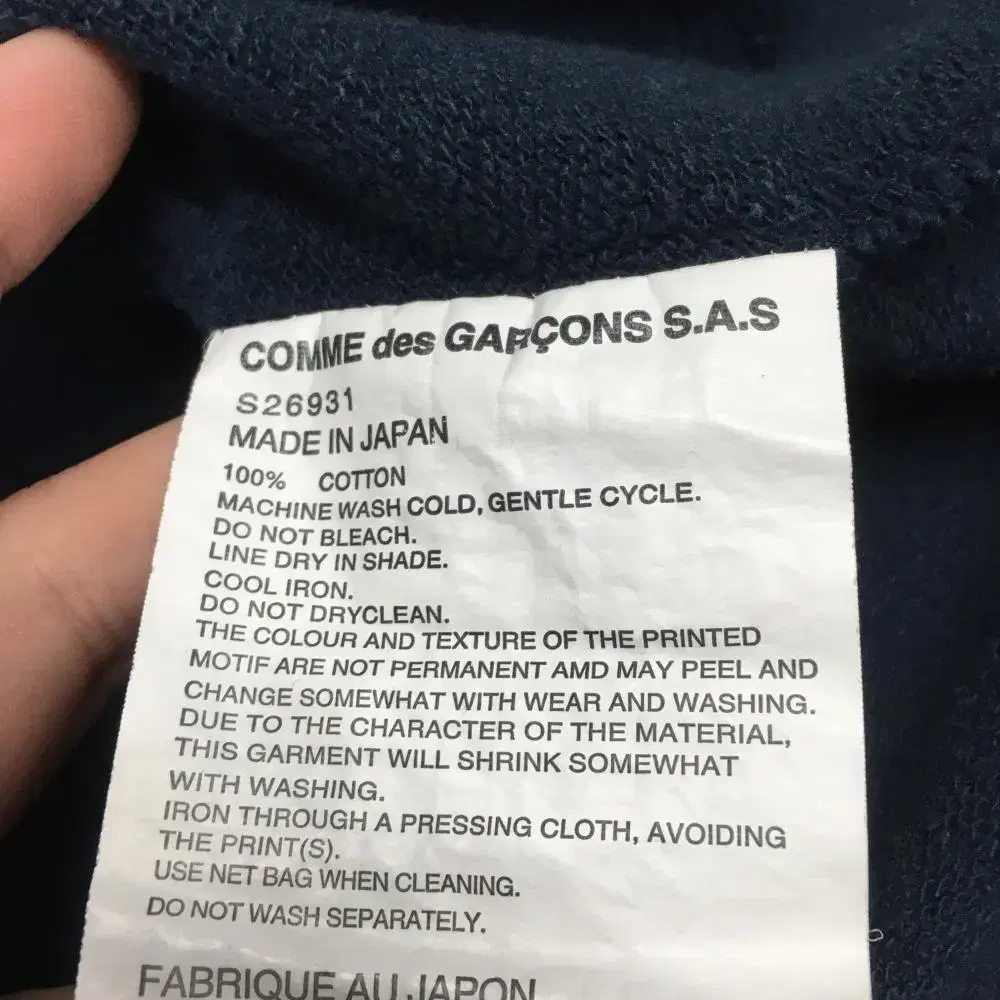 COMME des GARÇONS S.A.S
S26931
MADE IN JAPAN
100% COTTON
MACHINE WASH COLD, GENTLE CYCLE.
DO NOT BLEACH.
LINE DRY IN SHADE.
COOL IRON.
DO NOT DRYCLEAN.
THE COLOUR AND TEXTURE OF THE PRINTED
MOTIF ARE NOT PERMANENT AMD MAY PEEL AND
CHANGE SOMEWHAT WITH WEAR AND WASHING.
DUE TO THE CHARACTER OF THE MATERIAL,
THIS GARMENT WILL SHRINK SOMEWHAT
WITH WASHING.
IRON THROUGH A PRESSING CLOTH, AVOIDING
THE PRINT(S).
USE NET BAG WHEN CLEANING.
DO NOT WASH SEPARATELY.
FABRIQUE AU JAPON